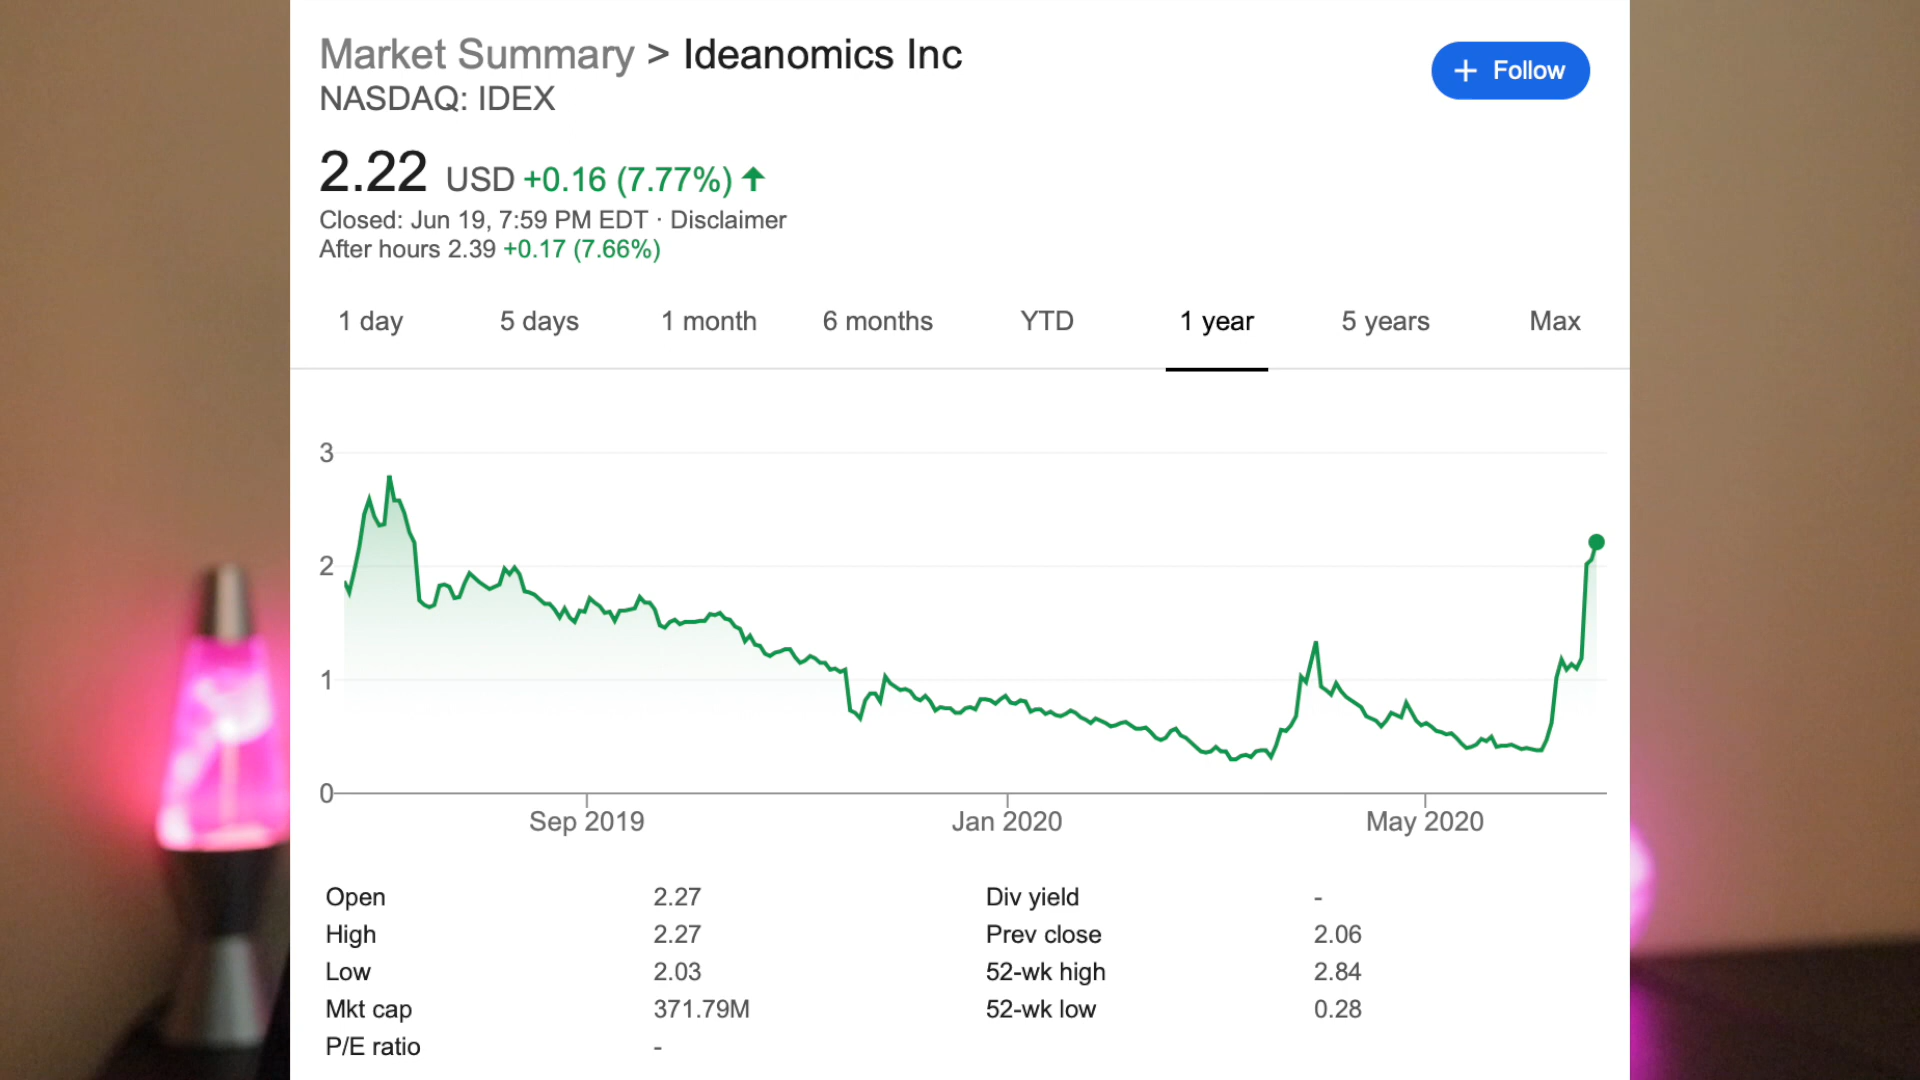 Market Summary > Ideanomics Inc
+ Follow
NASDAQ: IDEX
2.22 USD +0.16 (7.77%)
Closed: Jun 19, 7:59 PM EDT · Disclaimer
After hours 2.39 +0.17 (7.66%)
1 day 5 days 1 month 6 months YTD 1 year 5 years Max
3
2
1
0
Sep 2019 Jan 2020 May 2020
Open 2.27 Div yield -
High 2.27 Prev close 2.06
Low 2.03 52-wk high 2.84
Mkt cap 371.79M 52-wk low 0.28
P/E ratio -